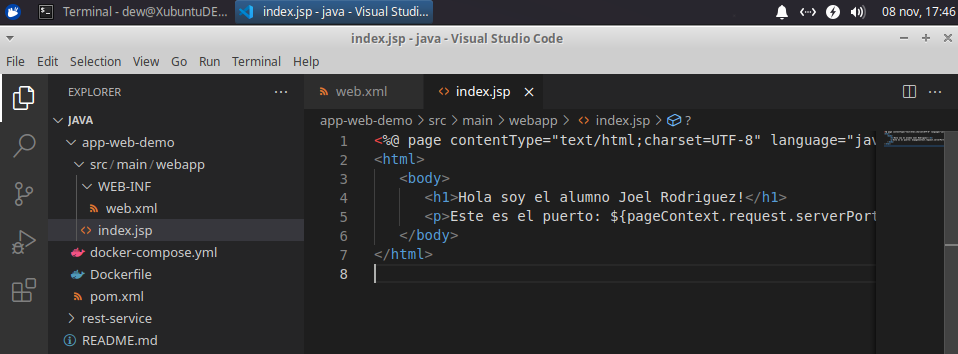 Terminal - dew@XubuntuDE...
index.jsp - java - Visual Studi...
08 nov, 17:46
index.jsp - java - Visual Studio Code
File Edit Selection View Go Run Terminal Help
EXPLORER
JAVA
app-web-demo
src / main / webapp
WEB-INF
web.xml
index.jsp
docker-compose.yml
Dockerfile
pom.xml
rest-service
README.md
web.xml
index.jsp
app-web-demo > src > main > webapp > index.jsp > ?
1 <%@ page contentType="text/html;charset=UTF-8" language="jav
2 <html>
3 <body>
4 <h1>Hola soy el alumno Joel Rodriguez!</h1>
5 <p>Este es el puerto: ${pageContext.request.serverPort
6 </body>
7 </html>
8